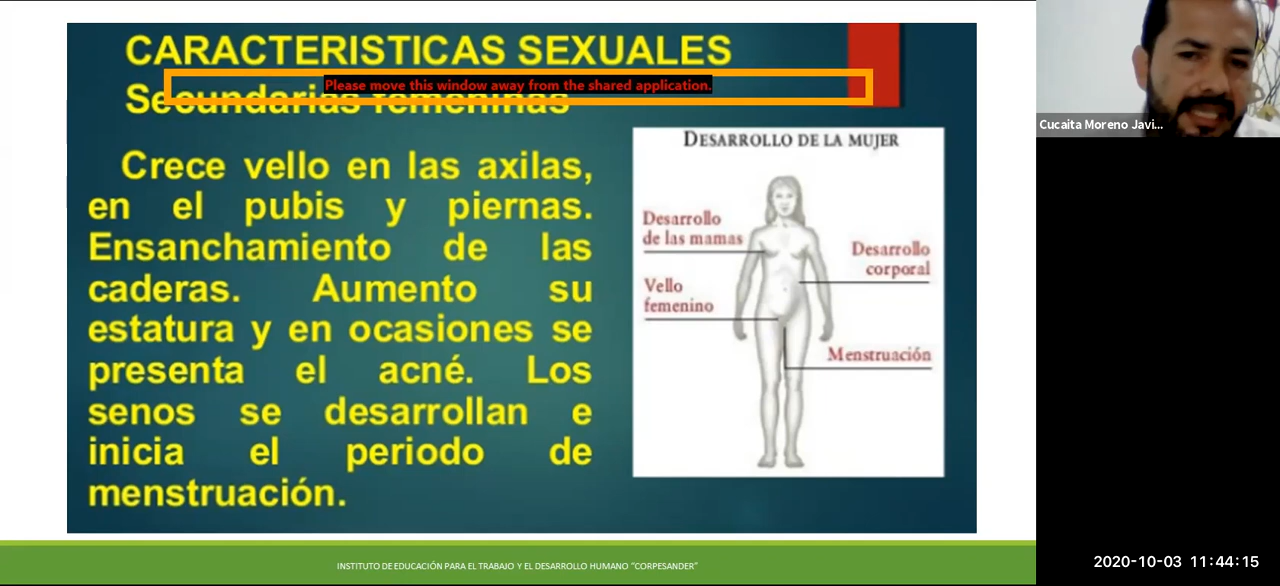 CARACTERISTICAS SEXUALES
Please move this window away from the shared application.
Secundarias femeninas
Crece vello en las axilas,
en el pubis y piernas.
Ensanchamiento de las
caderas. Aumento su
estatura y en ocasiones se
presenta el acné. Los
senos se desarrollan e
inicia el periodo de
menstruación.
DESARROLLO DE LA MUJER
Desarrollo
de las mamas
Desarrollo
corporal
Vello
femenino
Menstruación
INSTITUTO DE EDUCACIÓN PARA EL TRABAJO Y EL DESARROLLO HUMANO “CORPESANDER”
Cucaita Moreno Javi...
2020-10-03 11:44:15